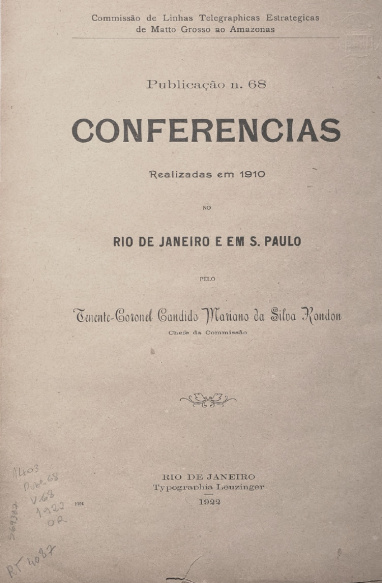 Commissão de Linhas Telegraphicas Estrategicas
de Matto Grosso ao Amazonas
Publicação n. 68
CONFERENCIAS
Realizadas em 1910
NO
RIO DE JANEIRO E EM S. PAULO
PELO
Tenente-Coronel Candido Mariano da Silva Rondon
Chefe da Commissão
RIO DE JANEIRO
Typographia Leuzinger
1922
V.68
1922